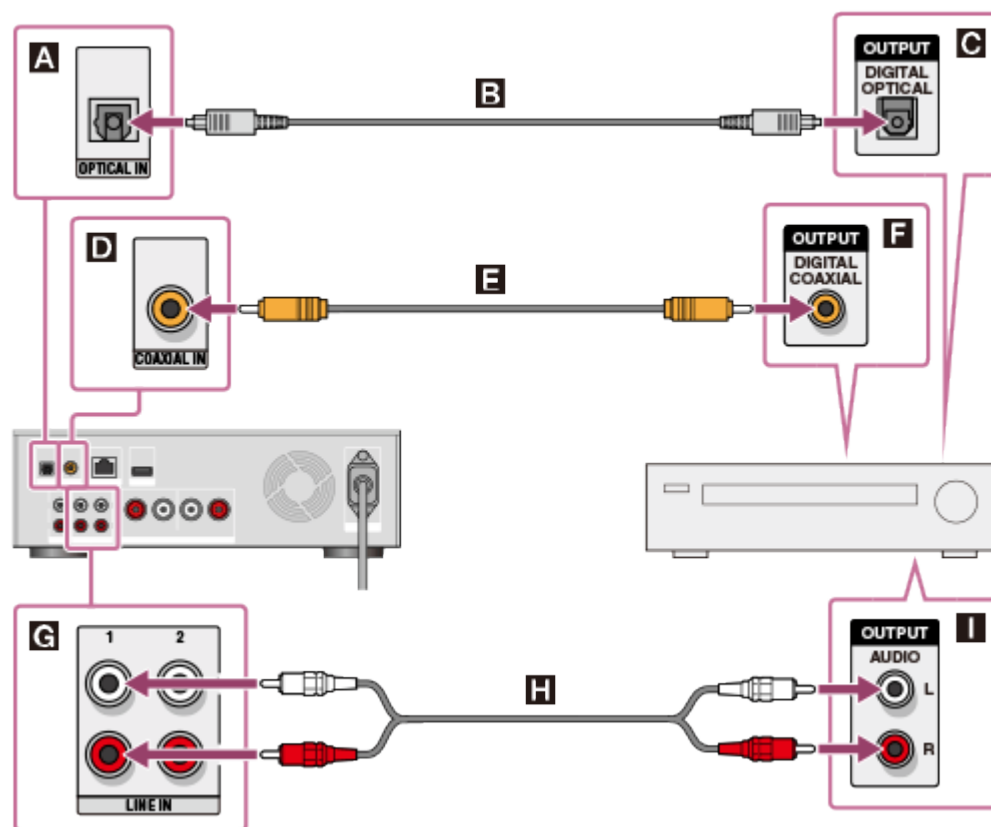 A
OPTICAL IN
B
OUTPUT
DIGITAL
OPTICAL
C
D
COAXIAL IN
E
OUTPUT
DIGITAL
COAXIAL
F
G
1 2
LINE IN
H
OUTPUT
AUDIO
L
R
I